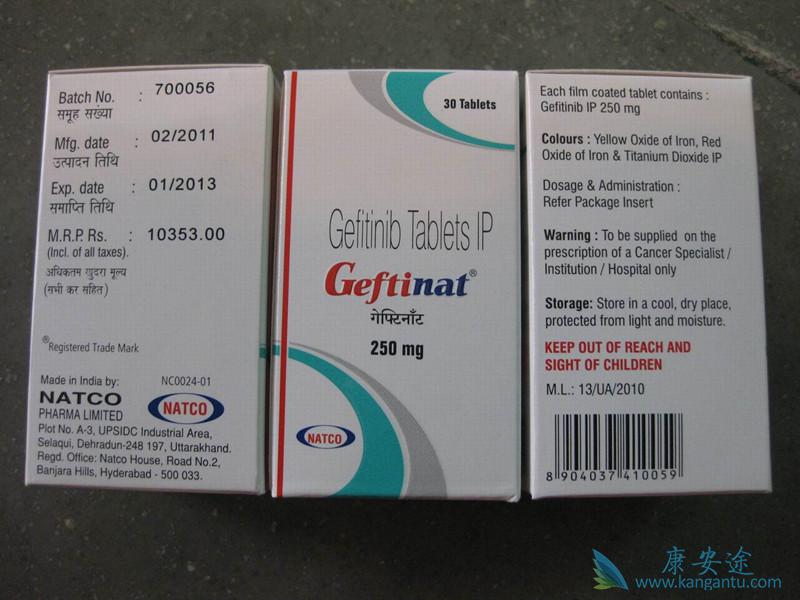 Batch No. : 700056
समूह सख्या
Mfg. date : 02/2011
उत्पादन तिथि
Exp. date : 01/2013
समाप्ति तिथि
M.R.P. Rs. : 10353.00
(Incl. of all taxes).
अधिकतम खुदरा मूल्य
(सभी कर सहित)
®Registered Trade Mark
Made in India by: NC0024-01
NATCO
PHARMA LIMITED
NATCO
Plot No. A-3, UPSIDC Industrial Area,
Selaqui, Dehradun-248 197, Uttarakhand.
Regd. Office: Natco House, Road No.2,
Banjara Hills, Hyderabad - 500 033.
30 Tablets
Gefitinib Tablets IP
Geftinat®
गेफ्टिनॉट
250 mg
NATCO
Each film coated tablet contains :
Gefitinib IP 250 mg
Colours : Yellow Oxide of Iron, Red
Oxide of Iron & Titanium Dioxide IP
Dosage & Administration :
Refer Package Insert
Warning : To be supplied on the
prescription of a Cancer Specialist /
Institution / Hospital only
Storage: Store in a cool, dry place,
protected from light and moisture.
KEEP OUT OF REACH AND
SIGHT OF CHILDREN
M.L.: 13/UA/2010
8 904037 410059
康安途
www.kangantu.com